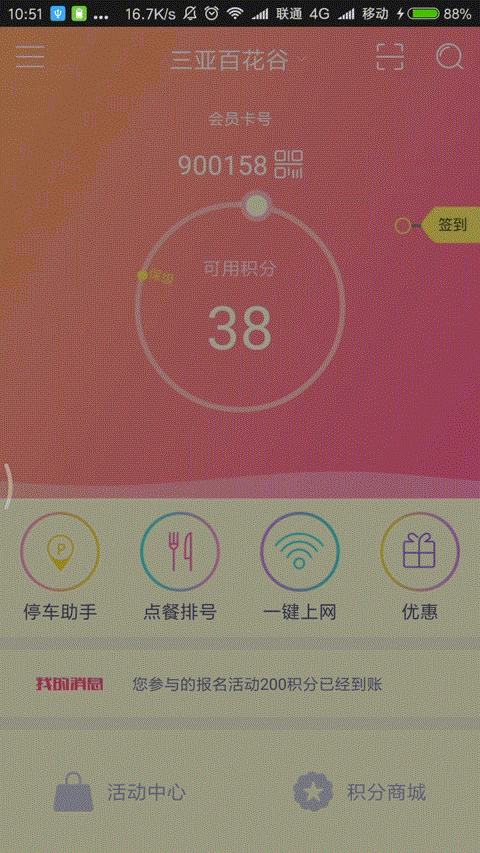 10:51 ... 16.7K/s 联通 4G 移动 88%
三亚百花谷
会员卡号
900158
签到
可用积分
38
P
停车助手 点餐排号 一键上网 优惠
我的消息 您参与的报名活动200积分已经到账
活动中心 积分商城